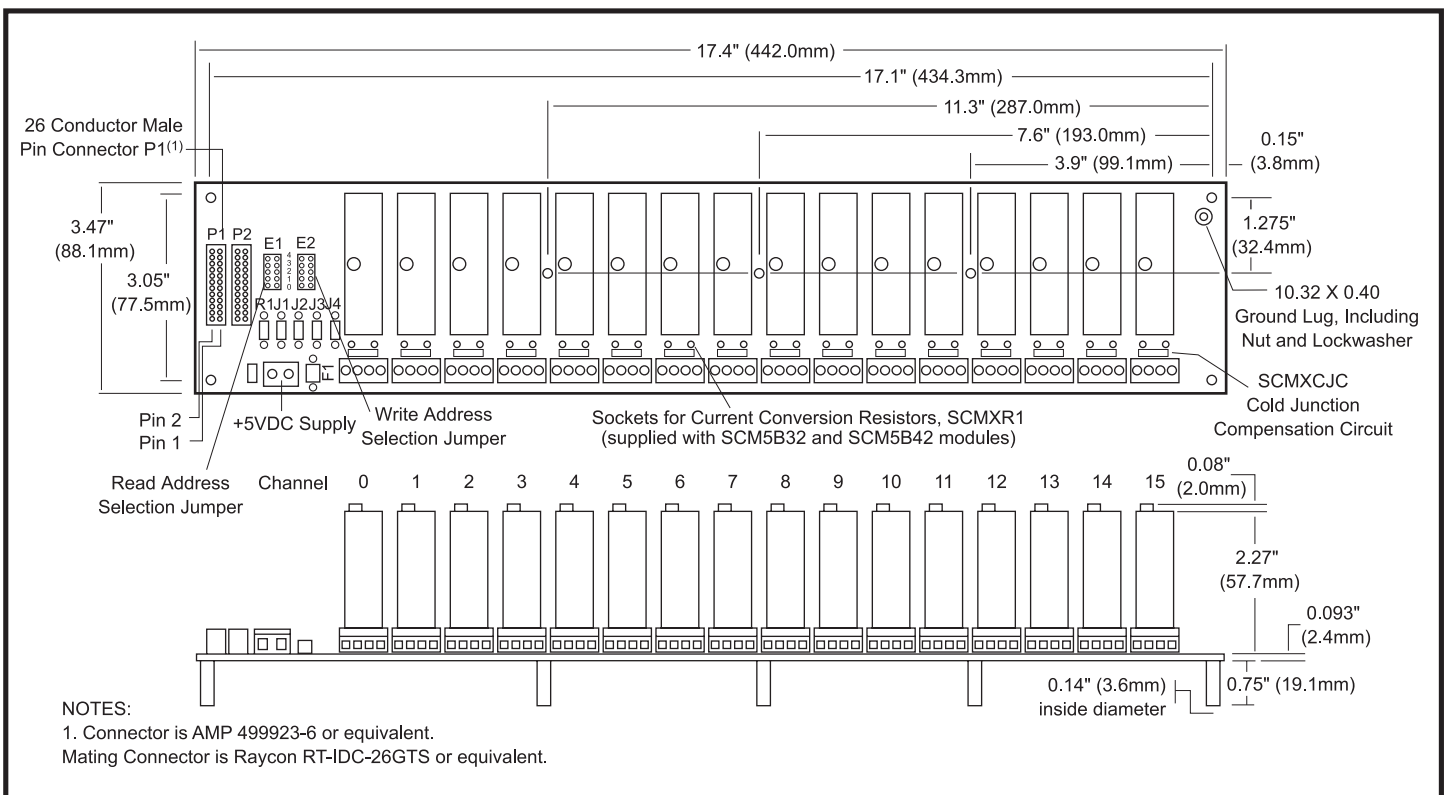 17.4" (442.0mm)
17.1" (434.3mm)
11.3" (287.0mm)
7.6" (193.0mm)
3.9" (99.1mm)
0.15"
(3.8mm)
26 Conductor Male
Pin Connector P1(1)
3.47"
(88.1mm)
3.05"
(77.5mm)
P1 P2
E1 E2
4
3
2
1
0
R1J1 J2J3J4
F1
1.275"
(32.4mm)
10.32 X 0.40
Ground Lug, Including
Nut and Lockwasher
SCMXCJC
Cold Junction
Compensation Circuit
Pin 2
Pin 1
+5VDC Supply
Write Address
Selection Jumper
Sockets for Current Conversion Resistors, SCMXR1
(supplied with SCM5B32 and SCM5B42 modules)
Read Address
Selection Jumper
Channel 0 1 2 3 4 5 6 7 8 9 10 11 12 13 14 15
0.08"
(2.0mm)
2.27"
(57.7mm)
0.093"
(2.4mm)
0.14" (3.6mm)
inside diameter
0.75" (19.1mm)
NOTES:
1. Connector is AMP 499923-6 or equivalent.
Mating Connector is Raycon RT-IDC-26GTS or equivalent.